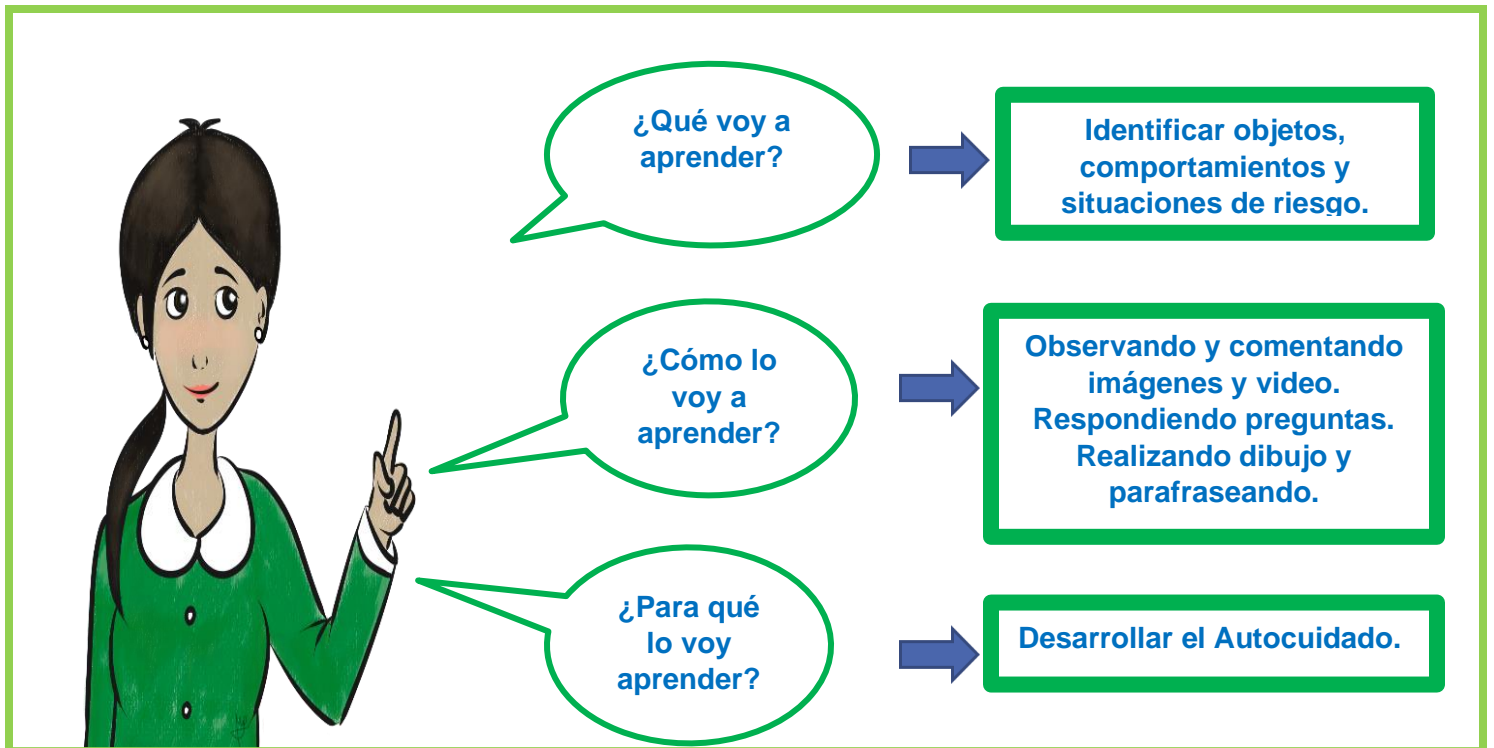 ¿Qué voy a
aprender?
Identificar objetos,
comportamientos y
situaciones de riesgo.
¿Cómo lo
voy a
aprender?
Observando y comentando
imágenes y video.
Respondiendo preguntas.
Realizando dibujo y
parafraseando.
¿Para qué
lo voy
aprender?
Desarrollar el Autocuidado.